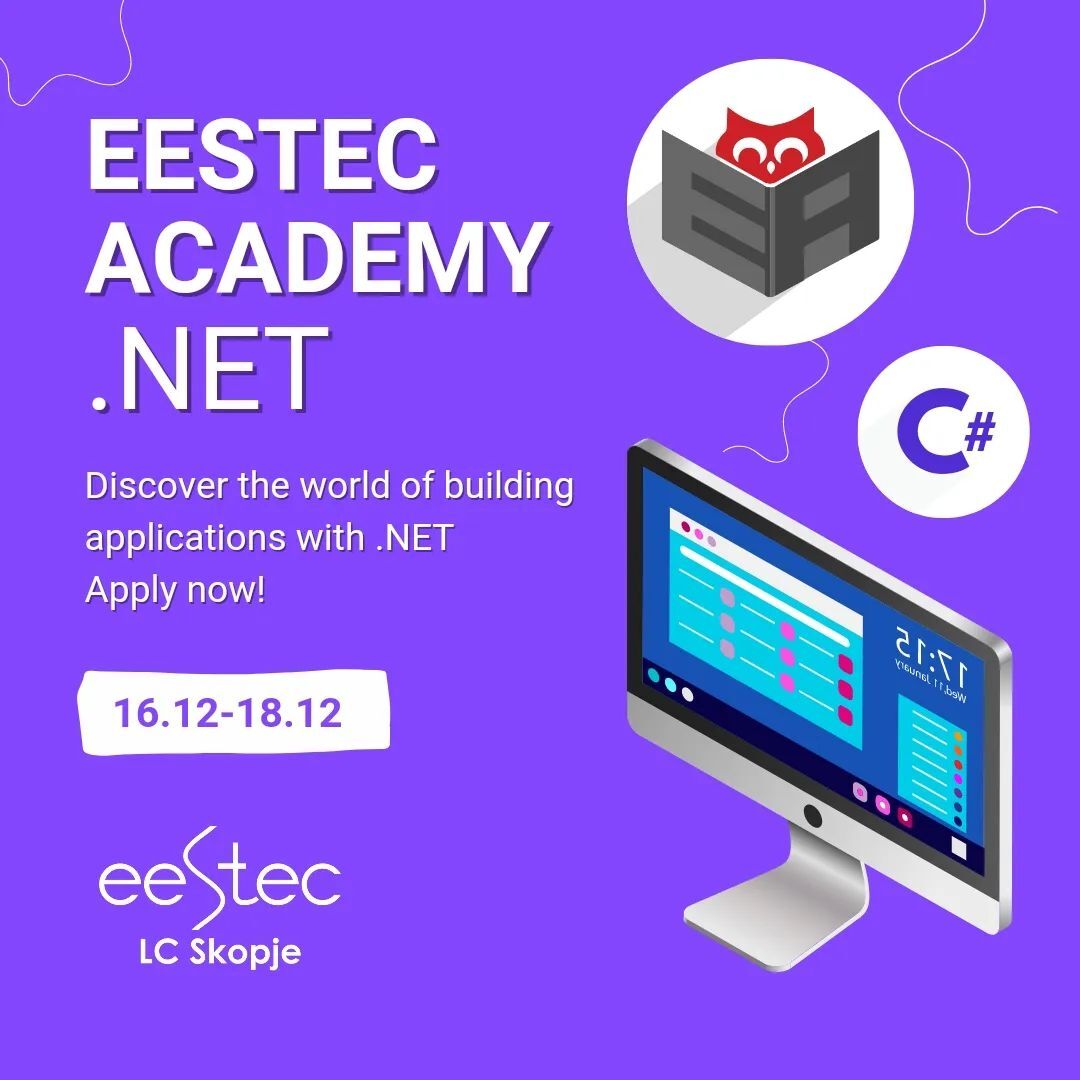 EESTEC
ACADEMY
.NET
EA
C#
Discover the world of building
applications with .NET
Apply now!
17:15
Wed,11 January
16.12-18.12
eestec
LC Skopje